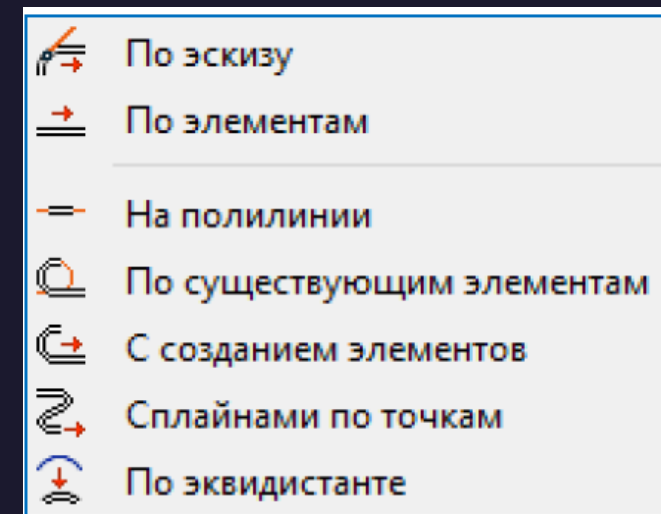 По эскизу
По элементам
На полилинии
По существующим элементам
С созданием элементов
Сплайнами по точкам
По эквидистанте